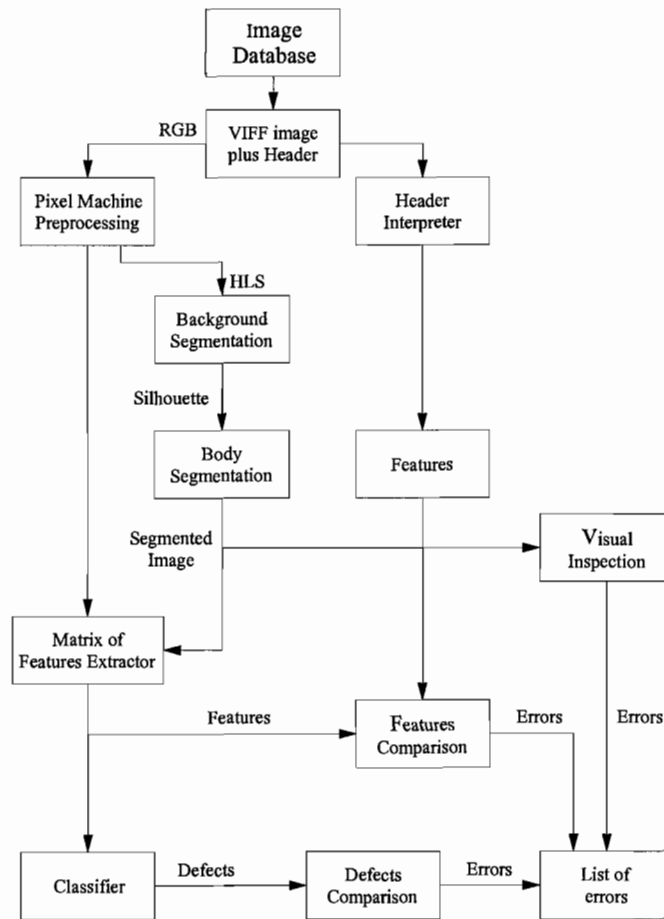 Image
Database
RGB
VIFF image
plus Header
Pixel Machine
Preprocessing
Header
Interpreter
HLS
Background
Segmentation
Silhouette
Body
Segmentation
Features
Segmented
Image
Visual
Inspection
Matrix of
Features Extractor
Features
Features
Comparison
Errors
Errors
Classifier
Defects
Defects
Comparison
Errors
List of
errors